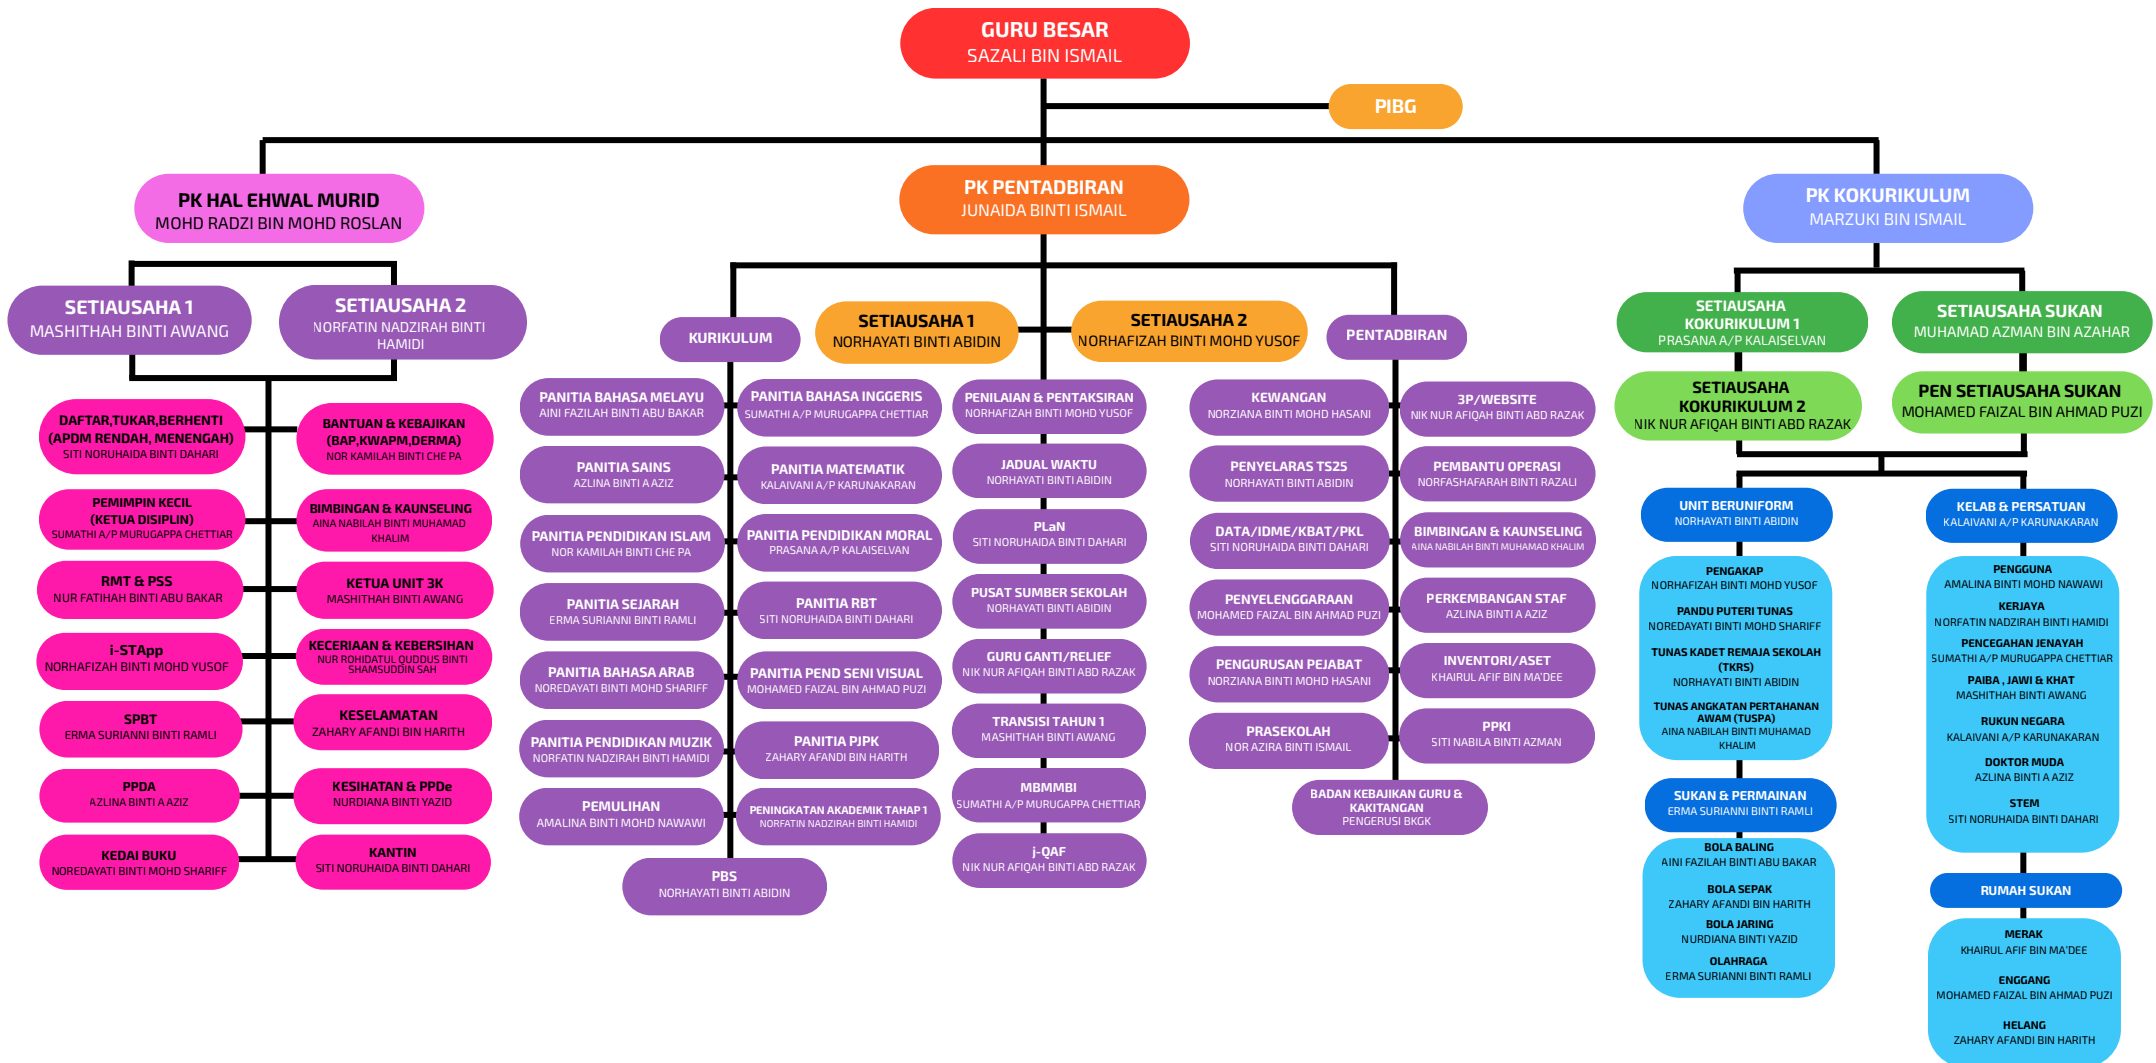 GURU BESAR
SAZALI BIN ISMAIL
PIBG
PK HAL EHWAL MURID
MOHD RADZI BIN MOHD ROSLAN
SETIAUSAHA 1
MASHITHAH BINTI AWANG
SETIAUSAHA 2
NORFATIN NADZIRAH BINTI
HAMIDI
DAFTAR,TUKAR,BERHENTI
(APDM RENDAH, MENENGAH)
SITI NORUHAIDA BINTI DAHARI
BANTUAN & KEBAJIKAN
(BAP,KWAPM,DERMA)
NOR KAMILAH BINTI CHE PA
PEMIMPIN KECIL
(KETUA DISIPLIN)
SUMATHI A/P MURUGAPPA CHETTIAR
BIMBINGAN & KAUNSELING
AINA NABILAH BINTI MUHAMAD
KHALIM
RMT & PSS
NUR FATIHAH BINTI ABU BAKAR
KETUA UNIT 3K
MASHITHAH BINTI AWANG
i-STApp
NORHAFIZAH BINTI MOHD YUSOF
KECERIAAN & KEBERSIHAN
NUR ROHIDATUL QUDDUS BINTI
SHAMSUDDIN SAH
SPBT
ERMA SURIANNI BINTI RAMLI
KESELAMATAN
ZAHARY AFANDI BIN HARITH
PPDA
AZLINA BINTI A AZIZ
KESIHATAN & PPDe
NURDIANA BINTI YAZID
KEDAI BUKU
NOREDAYATI BINTI MOHD SHARIFF
KANTIN
SITI NORUHAIDA BINTI DAHARI
PK PENTADBIRAN
JUNAIDA BINTI ISMAIL
SETIAUSAHA 1
NORHAYATI BINTI ABIDIN
SETIAUSAHA 2
NORHAFIZAH BINTI MOHD YUSOF
KURIKULUM
PANITIA BAHASA MELAYU
AINI FAZILAH BINTI ABU BAKAR
PANITIA BAHASA INGGERIS
SUMATHI A/P MURUGAPPA CHETTIAR
PANITIA SAINS
AZLINA BINTI A AZIZ
PANITIA MATEMATIK
KALAIVANI A/P KARUNAKARAN
PANITIA PENDIDIKAN ISLAM
NOR KAMILAH BINTI CHE PA
PANITIA PENDIDIKAN MORAL
PRASANA A/P KALAISELVAN
PANITIA SEJARAH
ERMA SURIANNI BINTI RAMLI
PANITIA RBT
SITI NORUHAIDA BINTI DAHARI
PANITIA BAHASA ARAB
NOREDAYATI BINTI MOHD SHARIFF
PANITIA PEND SENI VISUAL
MOHAMED FAIZAL BIN AHMAD PUZI
PANITIA PENDIDIKAN MUZIK
NORFATIN NADZIRAH BINTI HAMIDI
PANITIA PJPK
ZAHARY AFANDI BIN HARITH
PEMULIHAN
AMALINA BINTI MOHD NAWAWI
PENINGKATAN AKADEMIK TAHAP 1
NORFATIN NADZIRAH BINTI HAMIDI
PBS
NORHAYATI BINTI ABIDIN
PENILAIAN & PENTAKSIRAN
NORHAFIZAH BINTI MOHD YUSOF
JADUAL WAKTU
NORHAYATI BINTI ABIDIN
PLaN
SITI NORUHAIDA BINTI DAHARI
PUSAT SUMBER SEKOLAH
NORHAYATI BINTI ABIDIN
GURU GANTI/RELIEF
NIK NUR AFIQAH BINTI ABD RAZAK
TRANSISI TAHUN 1
MASHITHAH BINTI AWANG
MBMMBI
SUMATHI A/P MURUGAPPA CHETTIAR
j-QAF
NIK NUR AFIQAH BINTI ABD RAZAK
PENTADBIRAN
KEWANGAN
NORZIANA BINTI MOHD HASANI
3P/WEBSITE
NIK NUR AFIQAH BINTI ABD RAZAK
PENYELARAS TS25
NORHAYATI BINTI ABIDIN
PEMBANTU OPERASI
NORFASHAFARAH BINTI RAZALI
DATA/IDME/KBAT/PKL
SITI NORUHAIDA BINTI DAHARI
BIMBINGAN & KAUNSELING
AINA NABILAH BINTI MUHAMAD KHALIM
PENYELENGGARAAN
MOHAMED FAIZAL BIN AHMAD PUZI
PERKEMBANGAN STAF
AZLINA BINTI A AZIZ
PENGURUSAN PEJABAT
NORZIANA BINTI MOHD HASANI
INVENTORI/ASET
KHAIRUL AFIF BIN MA'DEE
PRASEKOLAH
NOR AZIRA BINTI ISMAIL
PPKI
SITI NABILA BINTI AZMAN
BADAN KEBAJIKAN GURU &
KAKITANGAN
PENGERUSI BKGK
PK KOKURIKULUM
MARZUKI BIN ISMAIL
SETIAUSAHA
KOKURIKULUM 1
PRASANA A/P KALAISELVAN
SETIAUSAHA SUKAN
MUHAMAD AZMAN BIN AZAHAR
SETIAUSAHA
KOKURIKULUM 2
NIK NUR AFIQAH BINTI ABD RAZAK
PEN SETIAUSAHA SUKAN
MOHAMED FAIZAL BIN AHMAD PUZI
UNIT BERUNIFORM
NORHAYATI BINTI ABIDIN
PENGAKAP
NORHAFIZAH BINTI MOHD YUSOF
PANDU PUTERI TUNAS
NOREDAYATI BINTI MOHD SHARIFF
TUNAS KADET REMAJA SEKOLAH
(TKRS)
NORHAYATI BINTI ABIDIN
TUNAS ANGKATAN PERTAHANAN
AWAM (TUSPA)
AINA NABILAH BINTI MUHAMAD
KHALIM
SUKAN & PERMAINAN
ERMA SURIANNI BINTI RAMLI
BOLA BALING
AINI FAZILAH BINTI ABU BAKAR
BOLA SEPAK
ZAHARY AFANDI BIN HARITH
BOLA JARING
NURDIANA BINTI YAZID
OLAHRAGA
ERMA SURIANNI BINTI RAMLI
KELAB & PERSATUAN
KALAIVANI A/P KARUNAKARAN
PENGGUNA
AMALINA BINTI MOHD NAWAWI
KERJAYA
NORFATIN NADZIRAH BINTI HAMIDI
PENCEGAHAN JENAYAH
SUMATHI A/P MURUGAPPA CHETTIAR
PAIBA , JAWI & KHAT
MASHITHAH BINTI AWANG
RUKUN NEGARA
KALAIVANI A/P KARUNAKARAN
DOKTOR MUDA
AZLINA BINTI A AZIZ
STEM
SITI NORUHAIDA BINTI DAHARI
RUMAH SUKAN
MERAK
KHAIRUL AFIF BIN MA'DEE
ENGGANG
MOHAMED FAIZAL BIN AHMAD PUZI
HELANG
ZAHARY AFANDI BIN HARITH